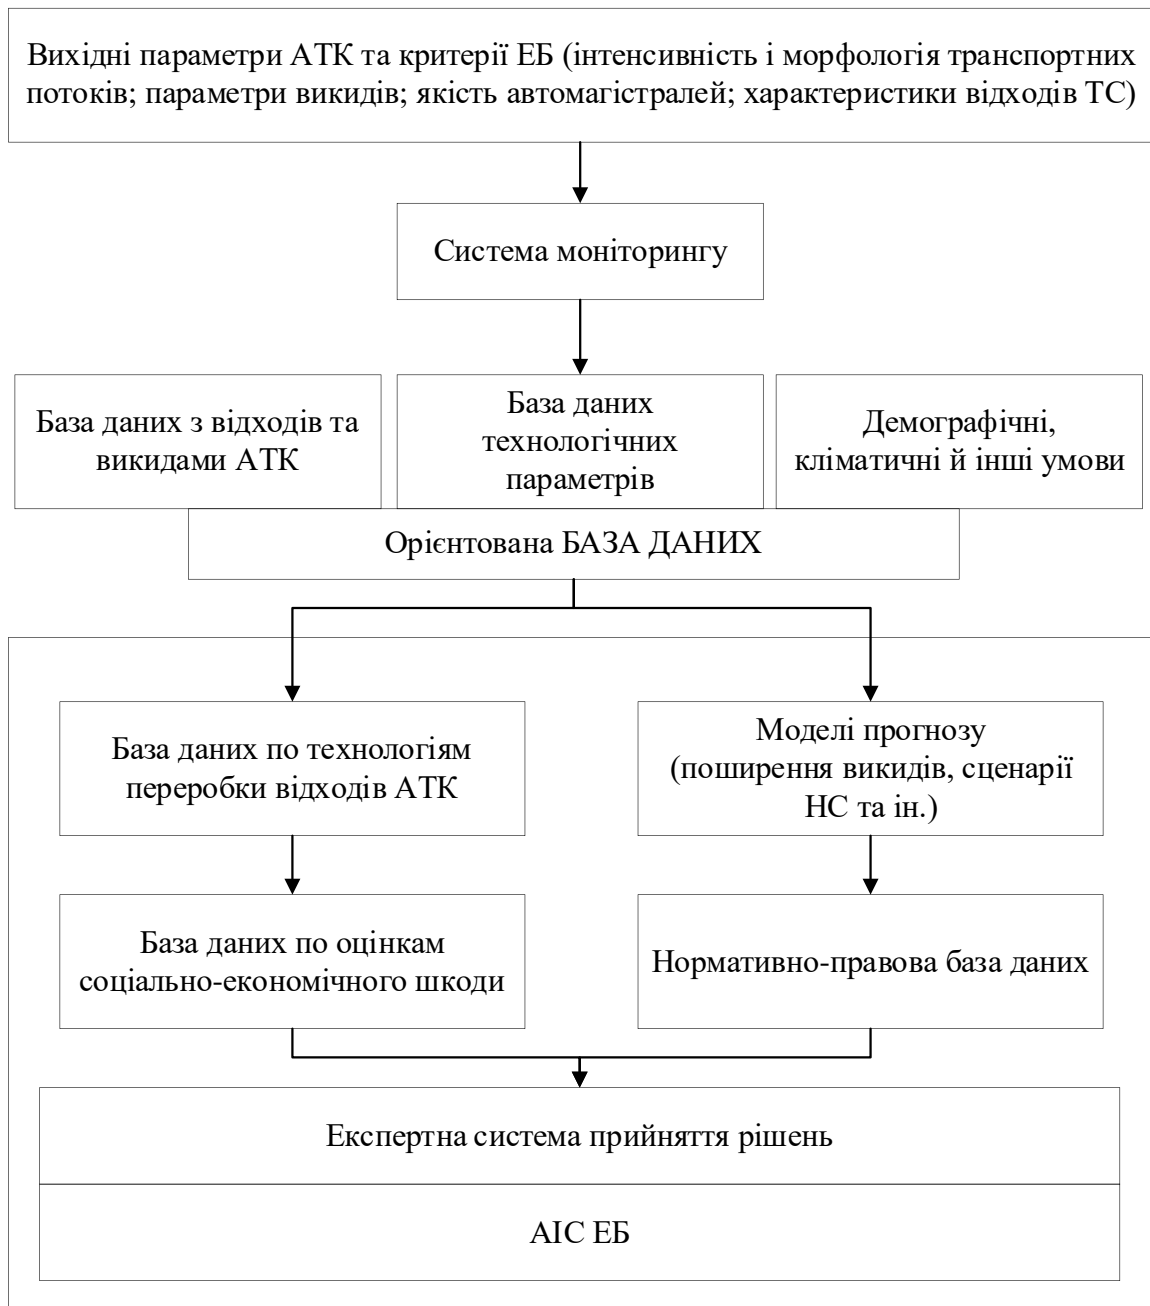 Вихідні параметри АТК та критерії ЕБ (інтенсивність і морфологія транспортних
потоків; параметри викидів; якість автомагістралей; характеристики відходів ТС)
Система моніторингу
База даних з відходів та
викидами АТК
База даних
технологічних
параметрів
Демографічні,
кліматичні й інші умови
Орієнтована БАЗА ДАНИХ
База даних по технологіям
переробки відходів АТК
Моделі прогнозу
(поширення викидів, сценарії
НС та ін.)
База даних по оцінкам
соціально-економічного шкоди
Нормативно-правова база даних
Експертна система прийняття рішень
АІС ЕБ